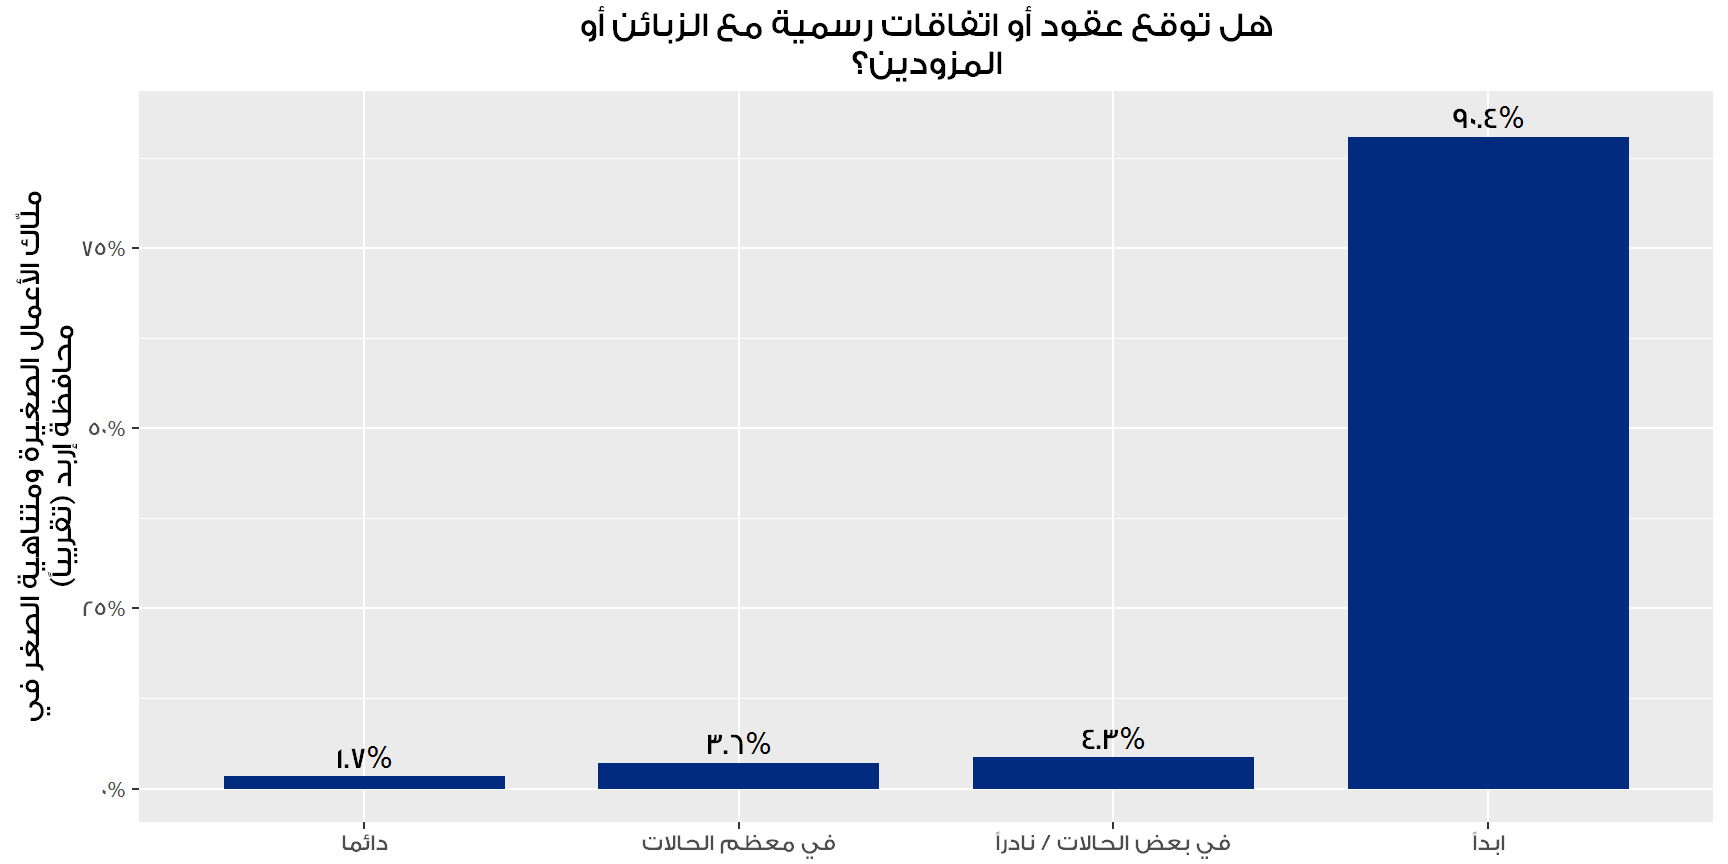 هل توقع عقود أو اتفاقات رسمية مع الزبائن أو
المزودين؟
ملّاك الأعمال الصغيرة ومتناهية الصغر في
محافظة إربد (تقريباً)
٧٥%
٥٠%
٢٥%
٠%
١.٧%
٣.٦%
٤.٣%
٩٠.٤%
دائما
في معظم الحالات
في بعض الحالات / نادراً
ابداً